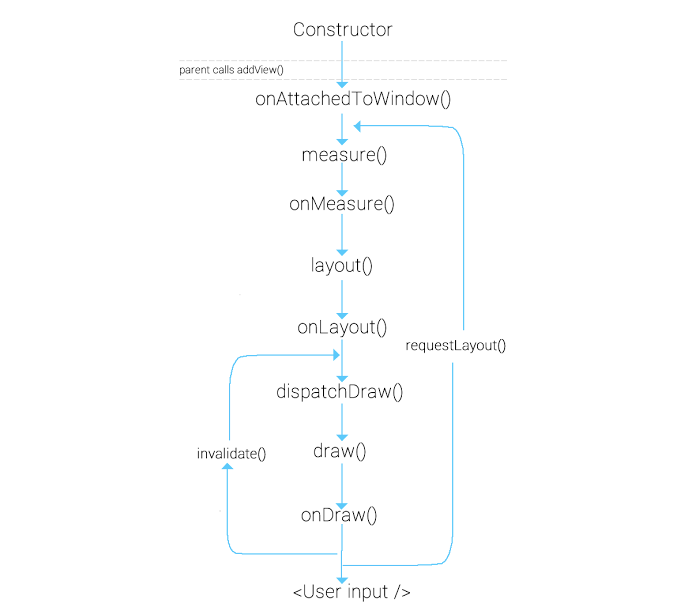 Constructor
parent calls addView()
onAttachedToWindow()
measure()
onMeasure()
layout()
onLayout()
requestLayout()
dispatchDraw()
draw()
invalidate()
onDraw()
<User input />